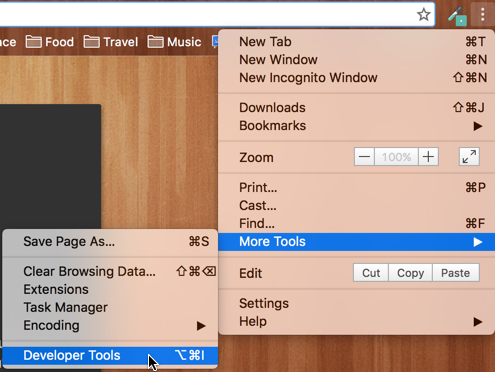 ce
Food
Travel
Music
New Tab ⌘T
New Window ⌘N
New Incognito Window ⇧⌘N
Downloads ⇧⌘J
Bookmarks ▶
Zoom — 100% +
Print... ⌘P
Cast...
Find... ⌘F
More Tools ▶
Edit Cut Copy Paste
Settings
Help ▶
Save Page As... ⌘S
Clear Browsing Data... ⇧⌘⌫
Extensions
Task Manager
Encoding ▶
Developer Tools ⌥⌘I